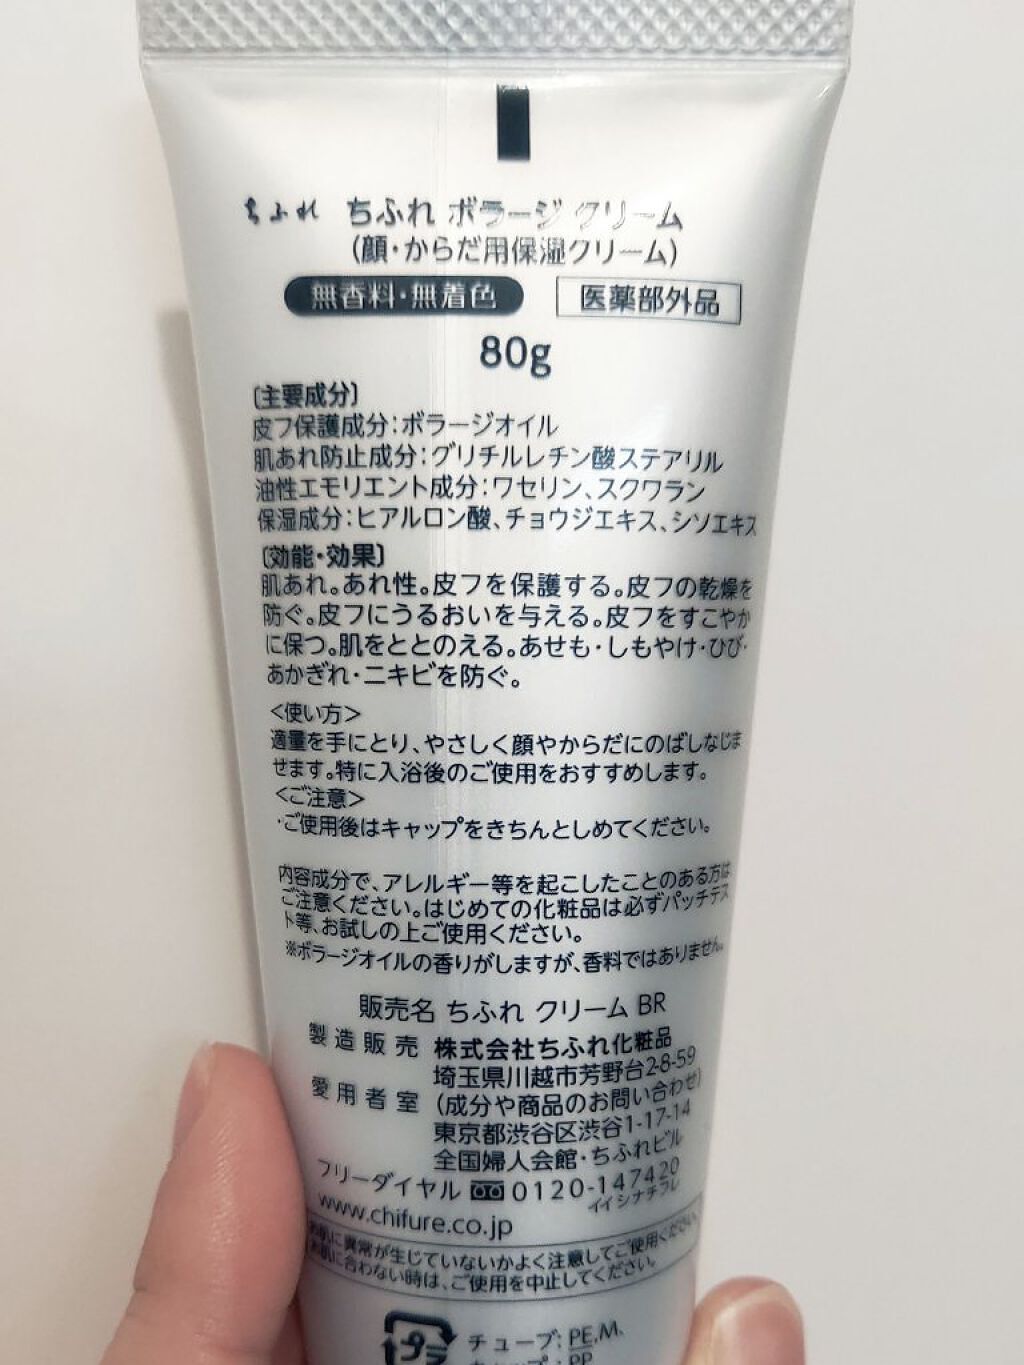 ちふれ ちふれ ボラージ クリーム
(顔・からだ用保湿クリーム)
無香料・無着色 医薬部外品
80g
〔主要成分〕
皮フ保護成分:ボラージオイル
肌あれ防止成分:グリチルレチン酸ステアリル
油性エモリエント成分:ワセリン、スクワラン
保湿成分:ヒアルロン酸、チョウジエキス、シソエキス
〔効能・効果〕
肌あれ。あれ性。皮フを保護する。皮フの乾燥を
防ぐ。皮フにうるおいを与える。皮フをすこやか
に保つ。肌をととのえる。あせも・しもやけ・ひび・
あかぎれ・ニキビを防ぐ。
<使い方>
適量を手にとり、やさしく顔やからだにのばしなじま
せます。特に入浴後のご使用をおすすめします。
<ご注意>
・ご使用後はキャップをきちんとしめてください。
内容成分で、アレルギー等を起こしたことのある方は
ご注意ください。はじめての化粧品は必ずパッチテス
ト等、お試しの上ご使用ください。
※ボラージオイルの香りがしますが、香料ではありません。
販売名 ちふれ クリーム BR
製造販売 株式会社ちふれ化粧品
埼玉県川越市芳野台2-8-59
愛用者室 (成分や商品のお問い合わせ)
東京都渋谷区渋谷1-17-14
全国婦人会館・ちふれビル
フリーダイヤル 0120-147420
イイシナチフレ
www.chifure.co.jp
お肌に異常が生じていないかよく注意してご使用ください。
お肌に合わない時は、ご使用を中止してください。
プラ チューブ:PE,M、
キャップ:PP